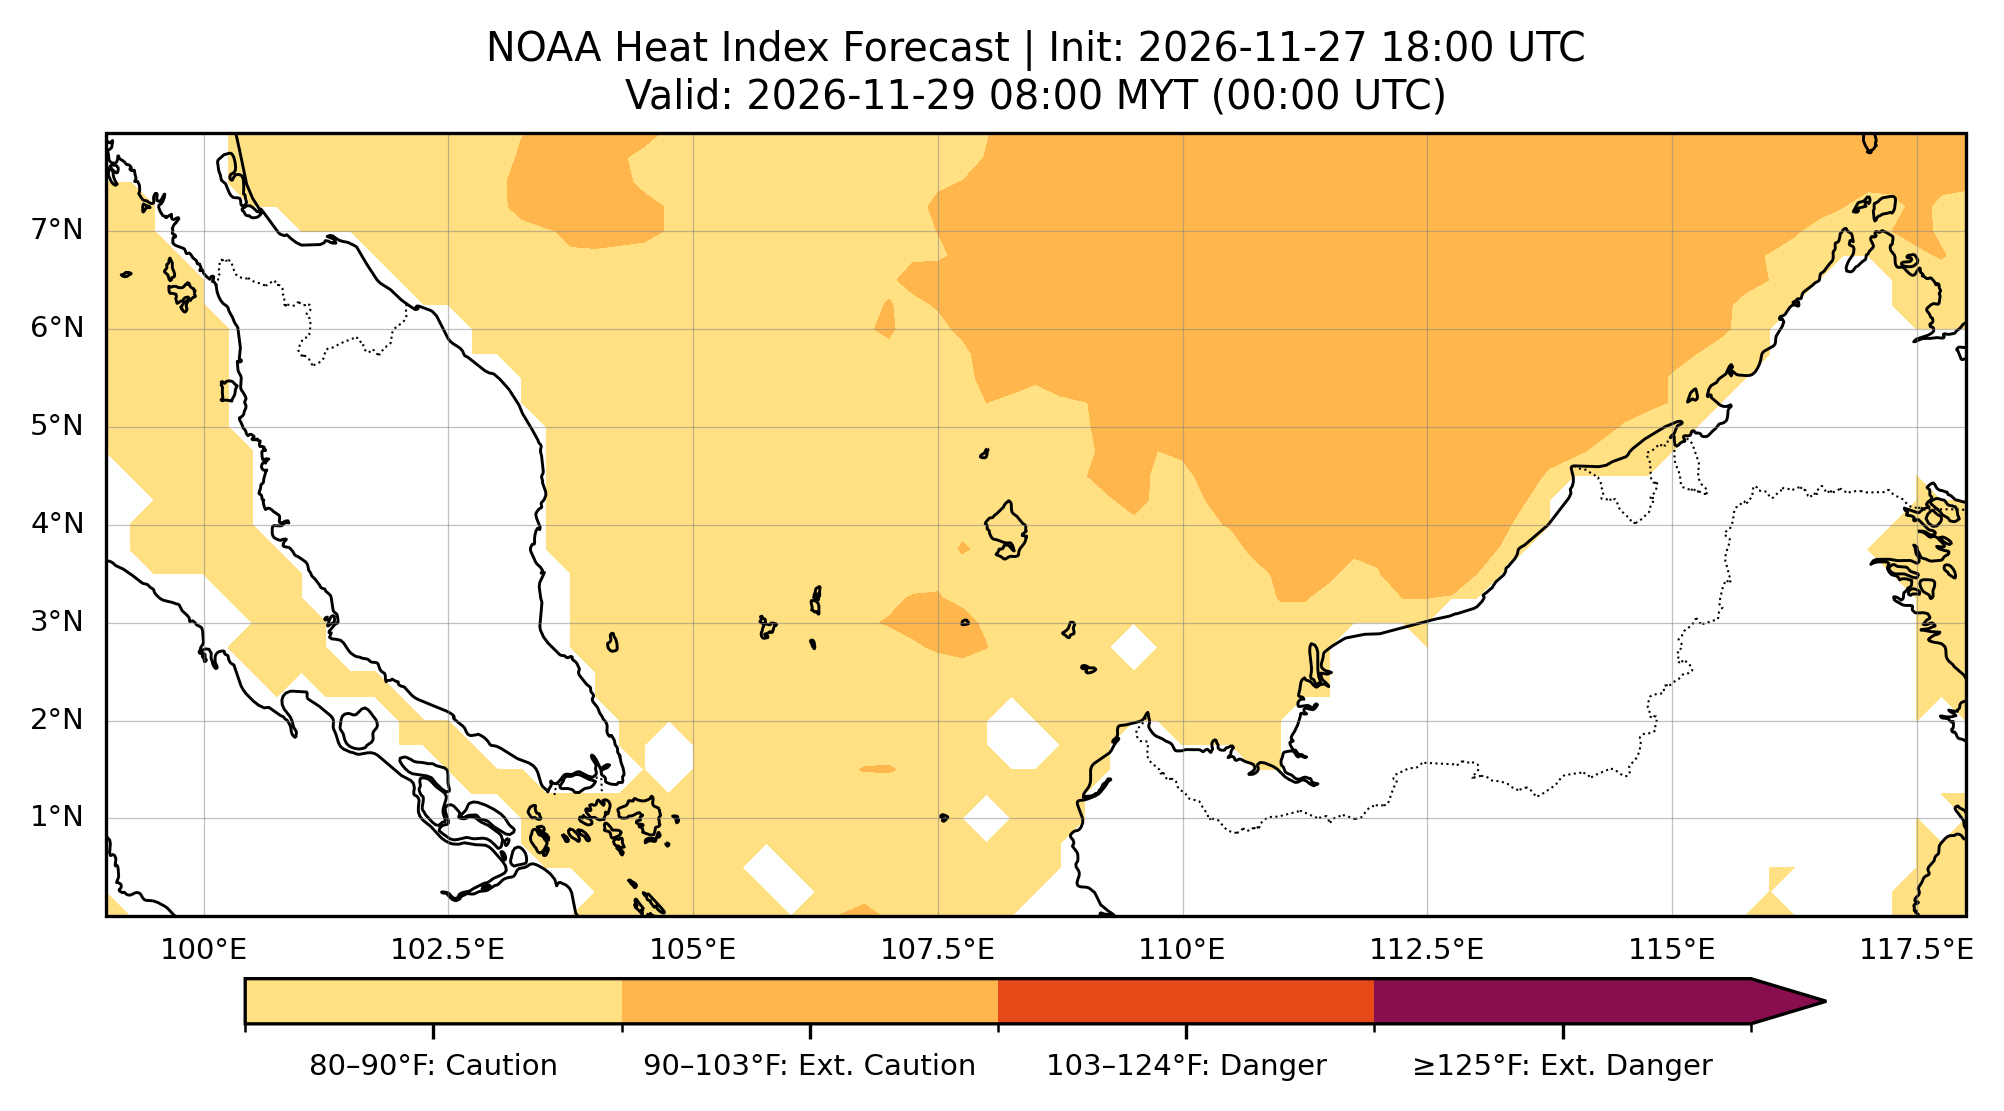 NOAA Heat Index Forecast | Init: 2026-11-27 18:00 UTC
Valid: 2026-11-29 08:00 MYT (00:00 UTC)
7°N
6°N
5°N
4°N
3°N
2°N
1°N
100°E 102.5°E 105°E 107.5°E 110°E 112.5°E 115°E 117.5°E
80–90°F: Caution 90–103°F: Ext. Caution 103–124°F: Danger ≥125°F: Ext. Danger